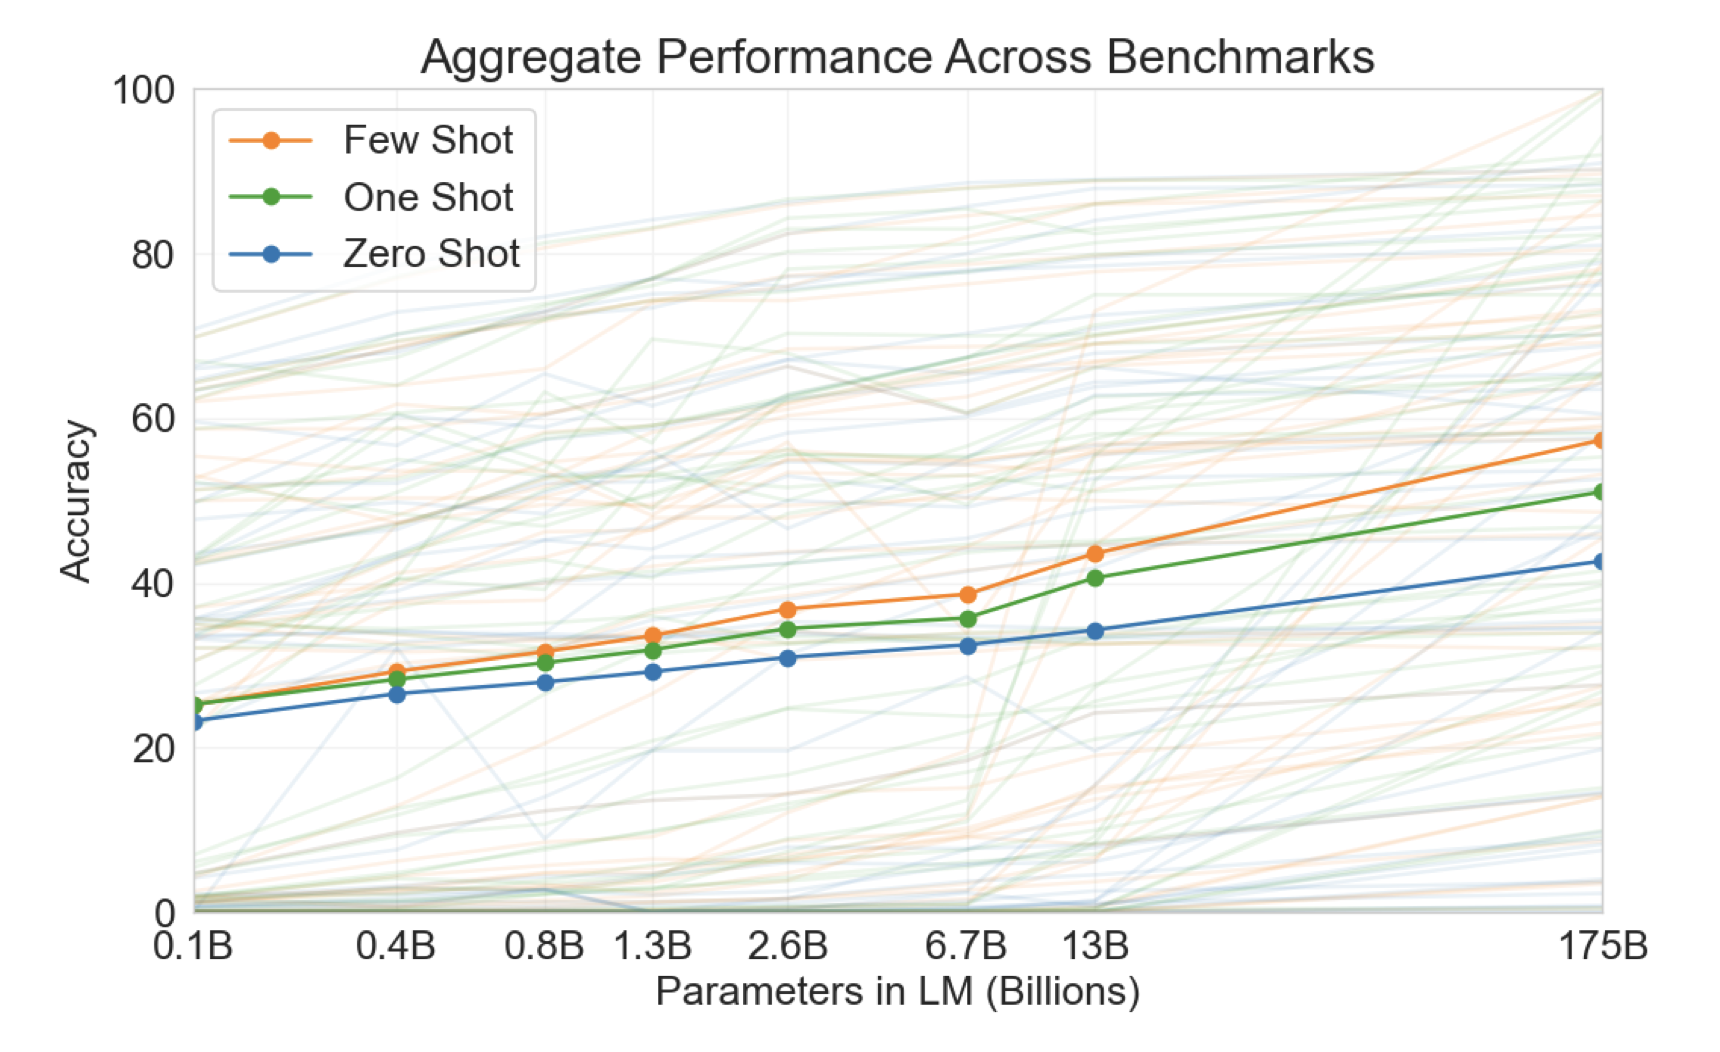 Aggregate Performance Across Benchmarks
100
80
60
40
20
0
Accuracy
Few Shot
One Shot
Zero Shot
0.1B 0.4B 0.8B 1.3B 2.6B 6.7B 13B 175B
Parameters in LM (Billions)